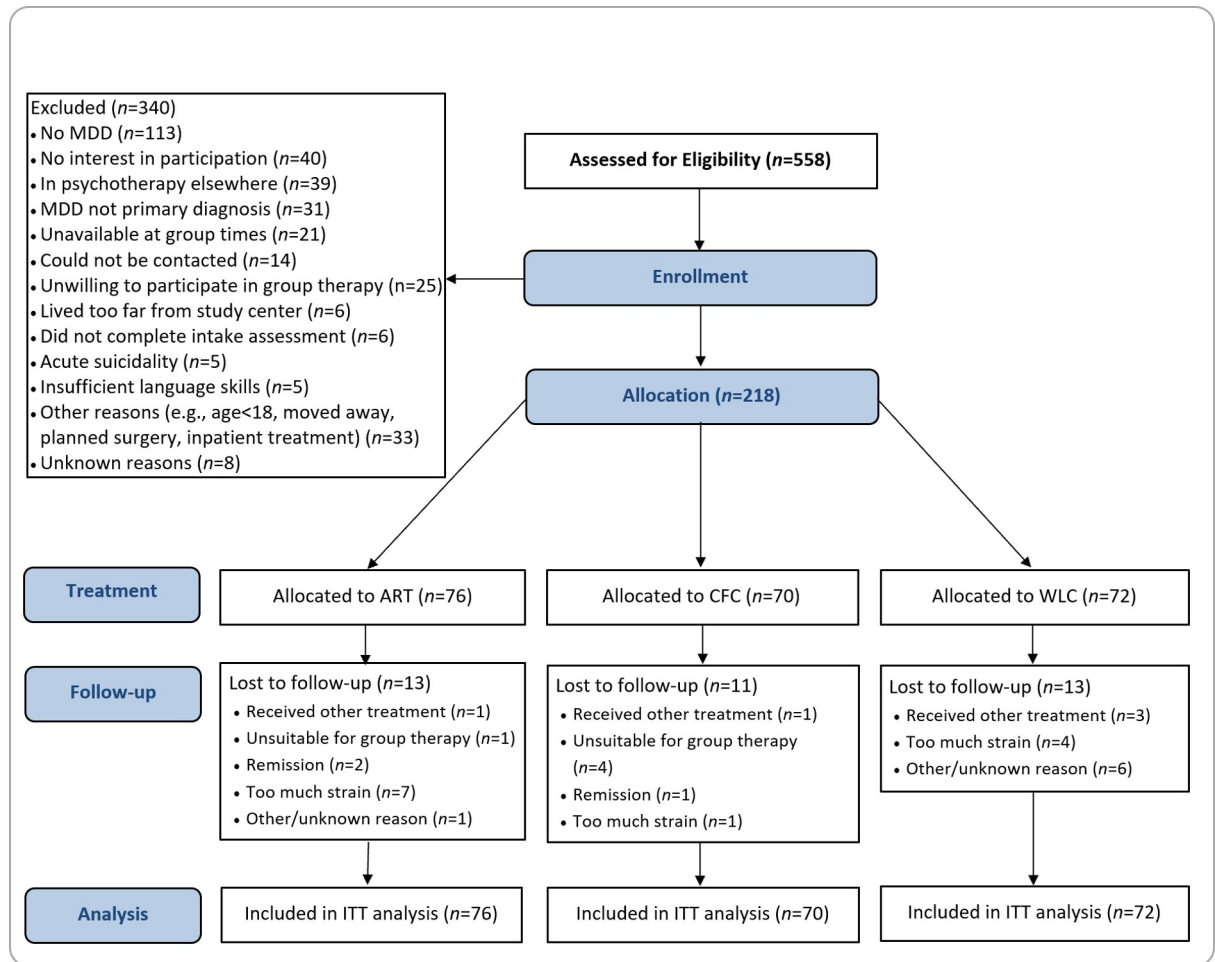 Excluded (n=340)
• No MDD (n=113)
• No interest in participation (n=40)
• In psychotherapy elsewhere (n=39)
• MDD not primary diagnosis (n=31)
• Unavailable at group times (n=21)
• Could not be contacted (n=14)
• Unwilling to participate in group therapy (n=25)
• Lived too far from study center (n=6)
• Did not complete intake assessment (n=6)
• Acute suicidality (n=5)
• Insufficient language skills (n=5)
• Other reasons (e.g., age<18, moved away,
planned surgery, inpatient treatment) (n=33)
• Unknown reasons (n=8)
Assessed for Eligibility (n=558)
Enrollment
Allocation (n=218)
Treatment
Allocated to ART (n=76)
Allocated to CFC (n=70)
Allocated to WLC (n=72)
Follow-up
Lost to follow-up (n=13)
• Received other treatment (n=1)
• Unsuitable for group therapy (n=1)
• Remission (n=2)
• Too much strain (n=7)
• Other/unknown reason (n=1)
Lost to follow-up (n=11)
• Received other treatment (n=1)
• Unsuitable for group therapy
(n=4)
• Remission (n=1)
• Too much strain (n=1)
Lost to follow-up (n=13)
• Received other treatment (n=3)
• Too much strain (n=4)
• Other/unknown reason (n=6)
Analysis
Included in ITT analysis (n=76)
Included in ITT analysis (n=70)
Included in ITT analysis (n=72)